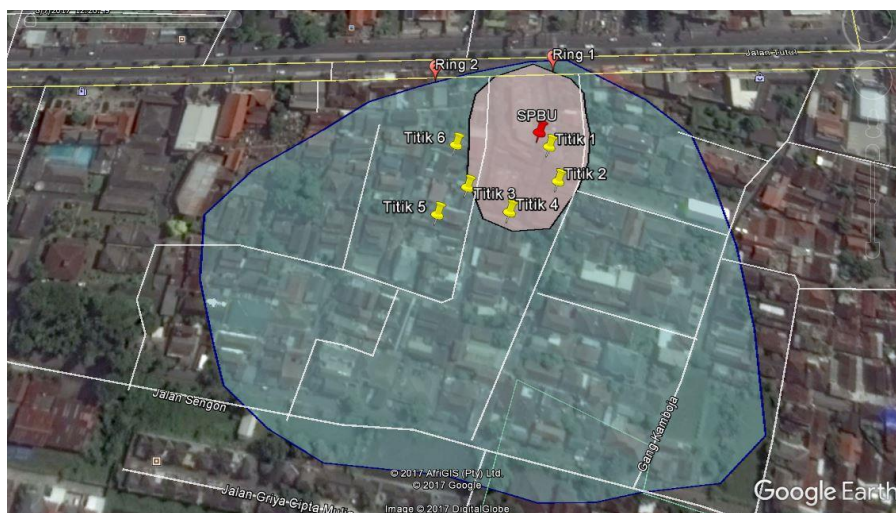 Jalan Tutul
Ring 1
Ring 2
SPBU
Titik 6
Titik 1
Titik 2
Titik 3
Titik 4
Titik 5
Jalan Sengon
Gang Kamboja
© 2017 AfriGIS (Pty) Ltd.
© 2017 Google
Jalan Griya Cipta Mulia
Image © 2017 DigitalGlobe
Google Earth